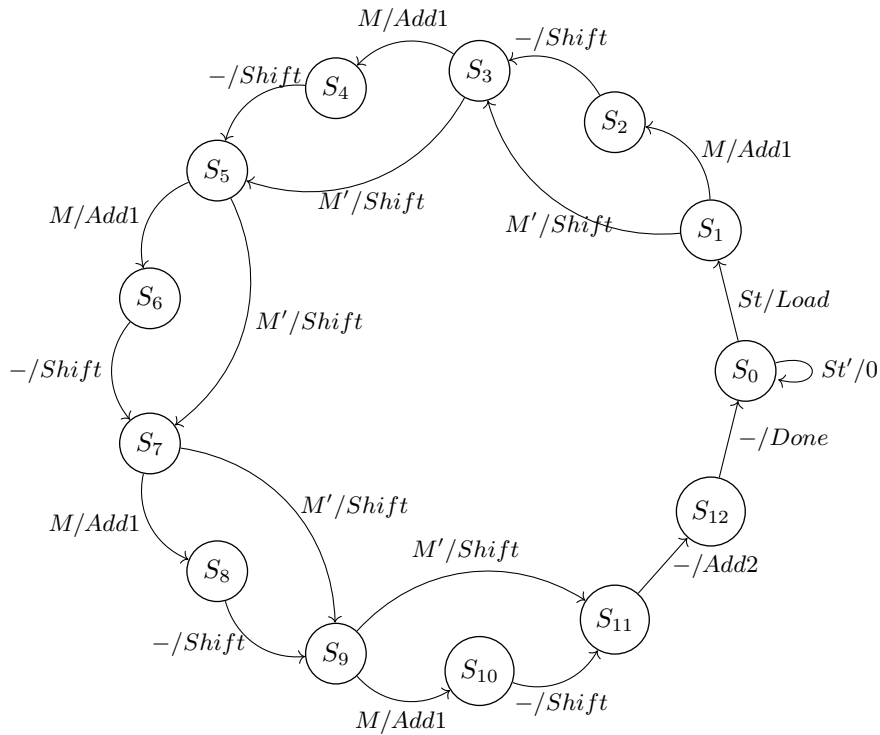 M/Add1
−/Shift
S₃
−/Shift
S₄
S₂
M/Add1
S₅
M′/Shift
M/Add1
M′/Shift
S₁
S₆
St/Load
M′/Shift
−/Shift
S₀
St′/0
S₇
−/Done
M′/Shift
M/Add1
S₁₂
M′/Shift
−/Add2
S₈
S₁₁
−/Shift
S₉
S₁₀
−/Shift
M/Add1